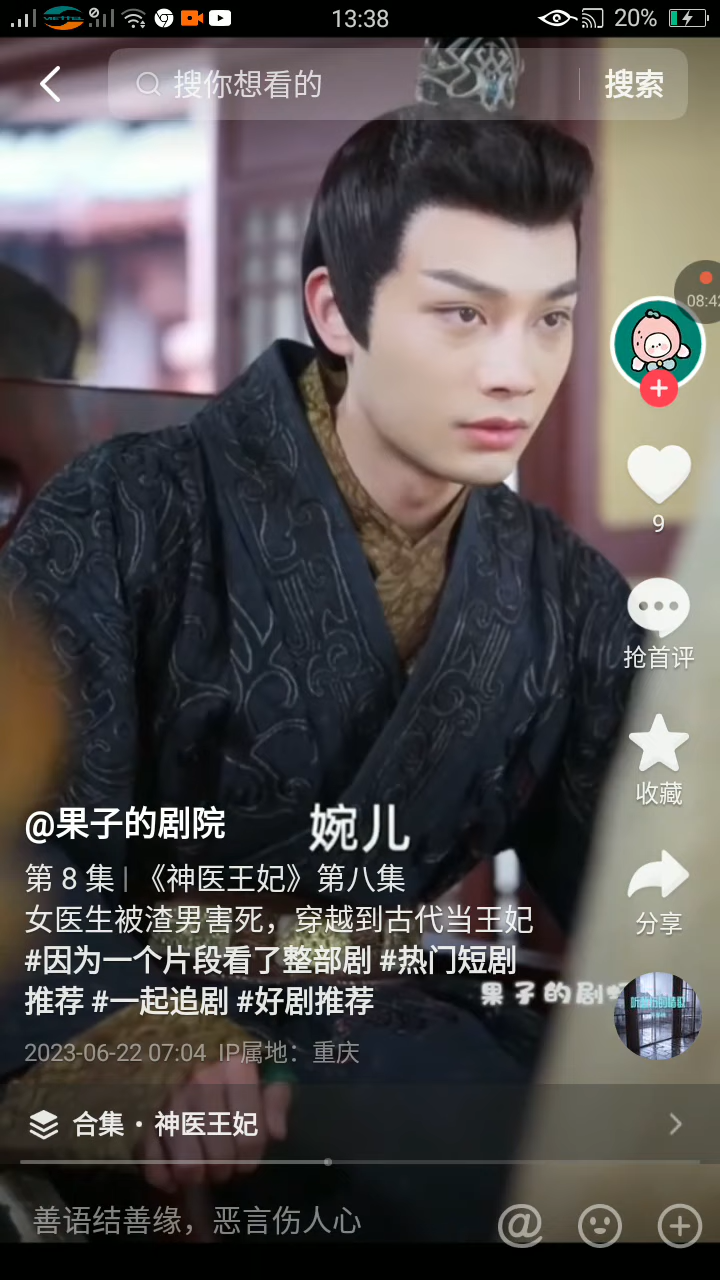 VIETTEL
13:38
20%
搜你想看的
搜索
08:42
9
抢首评
收藏
分享
@果子的剧院
婉儿
第 8 集 | 《神医王妃》第八集
女医生被渣男害死，穿越到古代当王妃
#因为一个片段看了整部剧 #热门短剧
推荐 #一起追剧 #好剧推荐
果子的剧
2023-06-22 07:04 IP属地：重庆
合集 · 神医王妃
善语结善缘，恶言伤人心